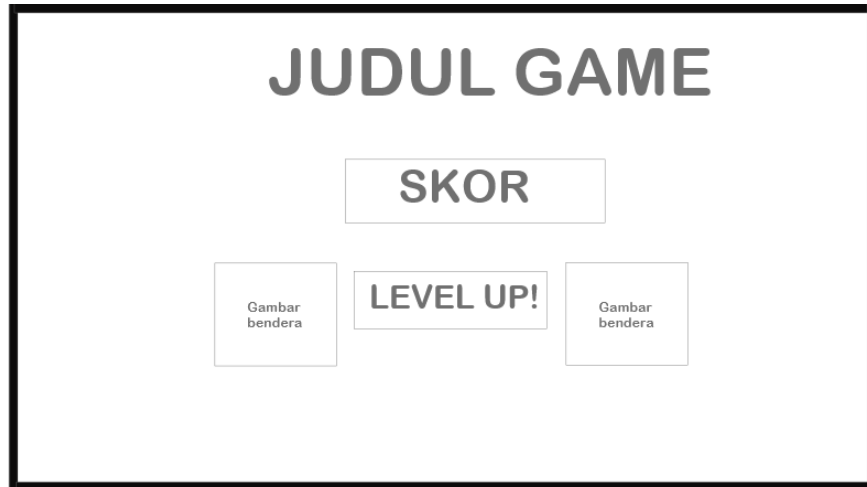 JUDUL GAME
SKOR
Gambar
bendera
LEVEL UP!
Gambar
bendera